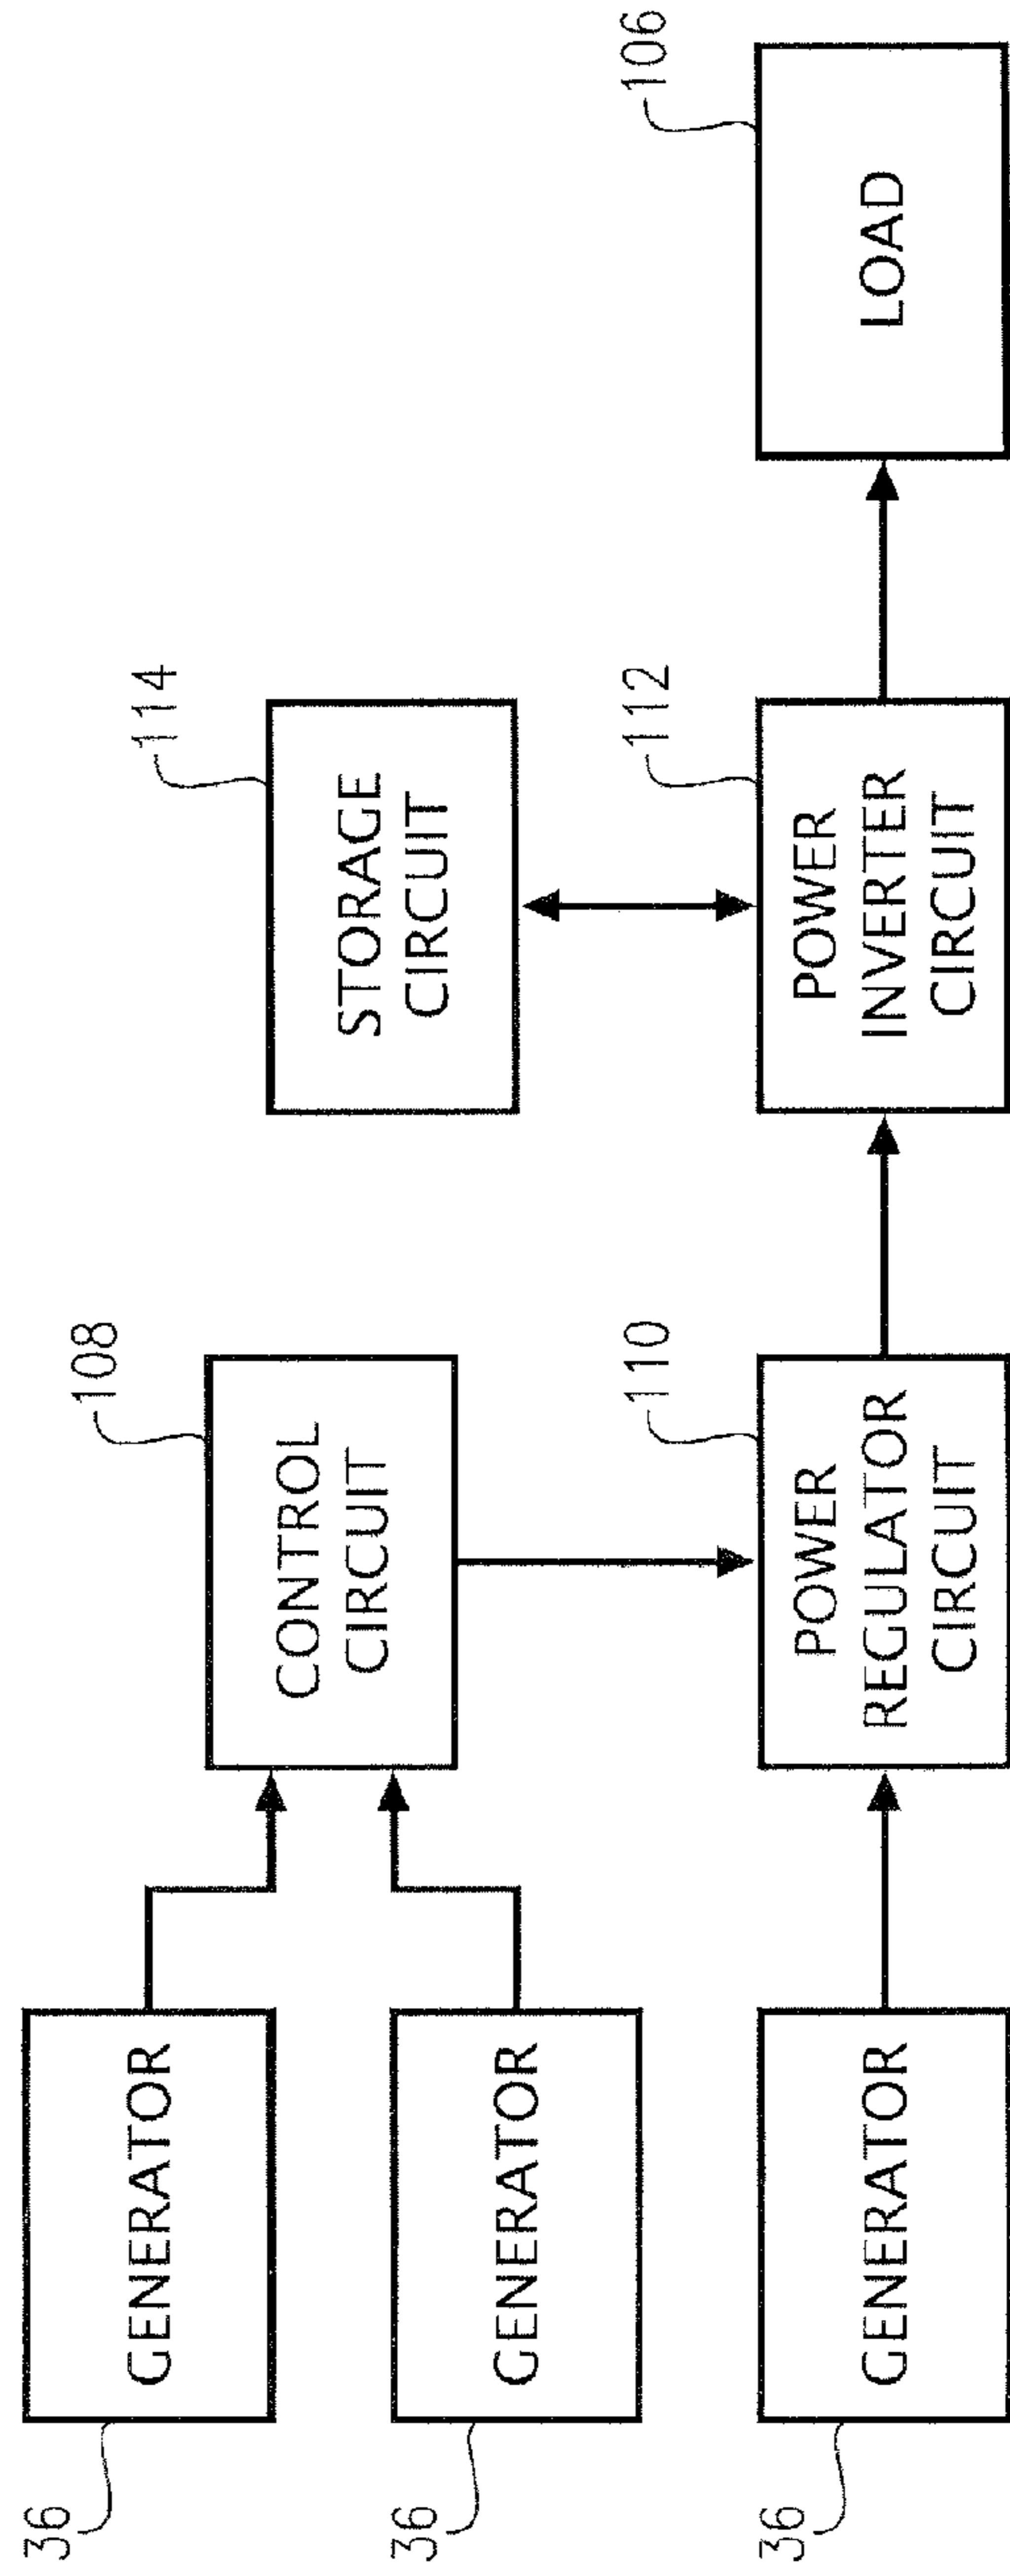 36
GENERATOR
108
CONTROL
CIRCUIT
114
STORAGE
CIRCUIT
36
GENERATOR
36
GENERATOR
110
POWER
REGULATOR
CIRCUIT
112
POWER
INVERTER
CIRCUIT
106
LOAD